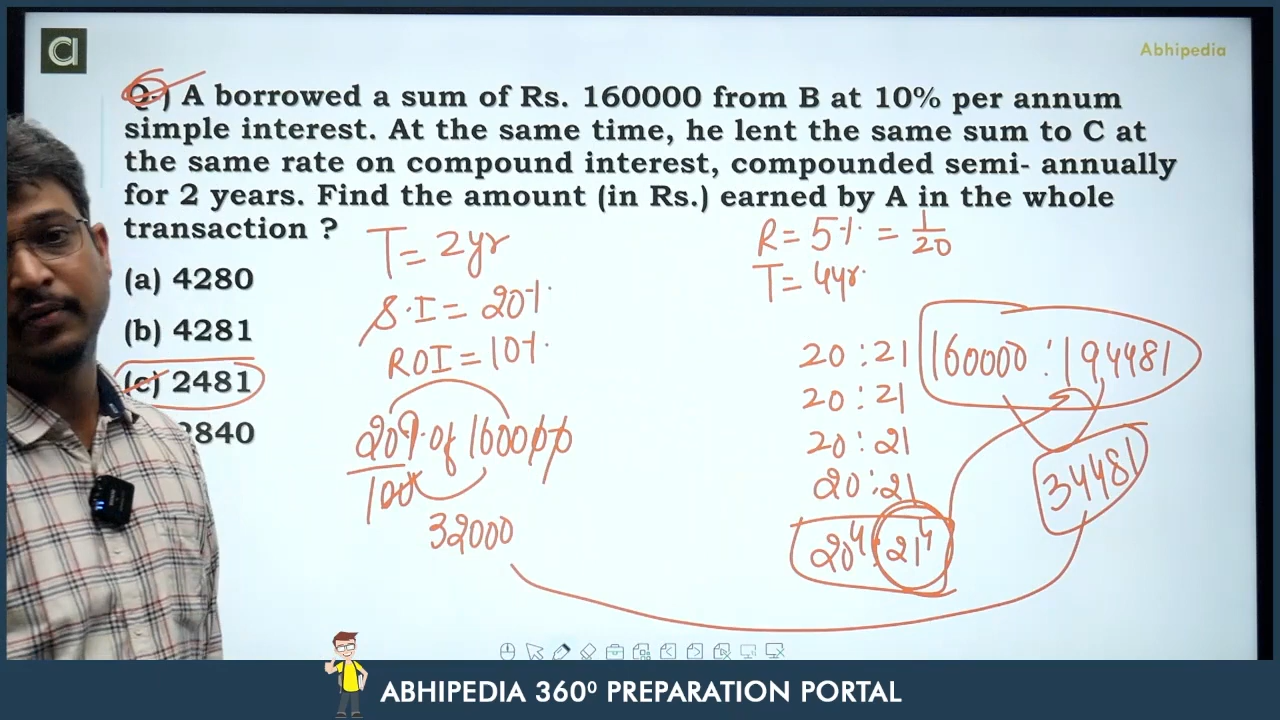 Abhipedia
Q-) A borrowed a sum of Rs. 160000 from B at 10% per annum
simple interest. At the same time, he lent the same sum to C at
the same rate on compound interest, compounded semi- annually
for 2 years. Find the amount (in Rs.) earned by A in the whole
transaction ?
(a) 4280
(b) 4281
(c) 2481
2840
T= 2yr
S.I = 20%
ROI = 10%
20% of 160000
100
32000
R= 5% = 1/20
T= 4yr.
20 : 21
20 : 21
20 : 21
20 : 21
20⁴ : 21⁴
160000 : 194481
34481
ABHIPEDIA 360⁰ PREPARATION PORTAL